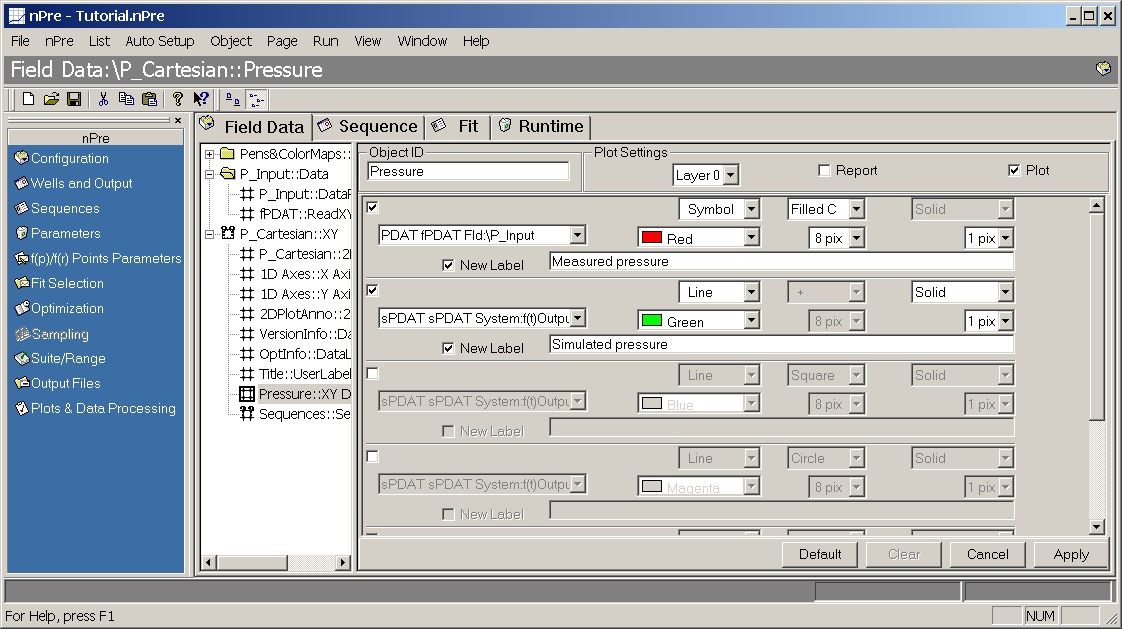 nPre - Tutorial.nPre
File nPre List Auto Setup Object Page Run View Window Help
Field Data:\P_Cartesian::Pressure
nPre
Configuration
Wells and Output
Sequences
Parameters
f(p)/f(r) Points Parameters
Fit Selection
Optimization
Sampling
Suite/Range
Output Files
Plots & Data Processing
Field Data Sequence Fit Runtime
Pens&ColorMaps::
P_Input::Data
P_Input::DataP
fPDAT::ReadXY
P_Cartesian::XY
P_Cartesian::2
1D Axes::X Axi
1D Axes::Y Axi
2DPlotAnno::2
VersionInfo::Da
OptInfo::DataL
Title::UserLabel
Pressure::XY D
Sequences::Se
Object ID
Pressure
Plot Settings
Layer 0 Report Plot
Symbol Filled C Solid
PDAT fPDAT Fld:\P_Input Red 8 pix 1 pix
New Label Measured pressure
Line + Solid
sPDAT sPDAT System:f(t)Outpu Green 8 pix 1 pix
New Label Simulated pressure
Line Square Solid
sPDAT sPDAT System:f(t)Outpu Blue 8 pix 1 pix
New Label
Line Circle Solid
sPDAT sPDAT System:f(t)Outpu Magenta 8 pix 1 pix
New Label
Default Clear Cancel Apply
For Help, press F1 NUM